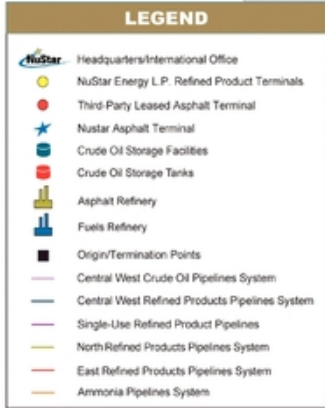 LEGEND
NuStar Headquarters/International Office
NuStar Energy L.P. Refined Product Terminals
Third-Party Leased Asphalt Terminal
Nustar Asphalt Terminal
Crude Oil Storage Facilities
Crude Oil Storage Tanks
Asphalt Refinery
Fuels Refinery
Origin/Termination Points
Central West Crude Oil Pipelines System
Central West Refined Products Pipelines System
Single-Use Refined Product Pipelines
North Refined Products Pipelines System
East Refined Products Pipelines System
Ammonia Pipelines System